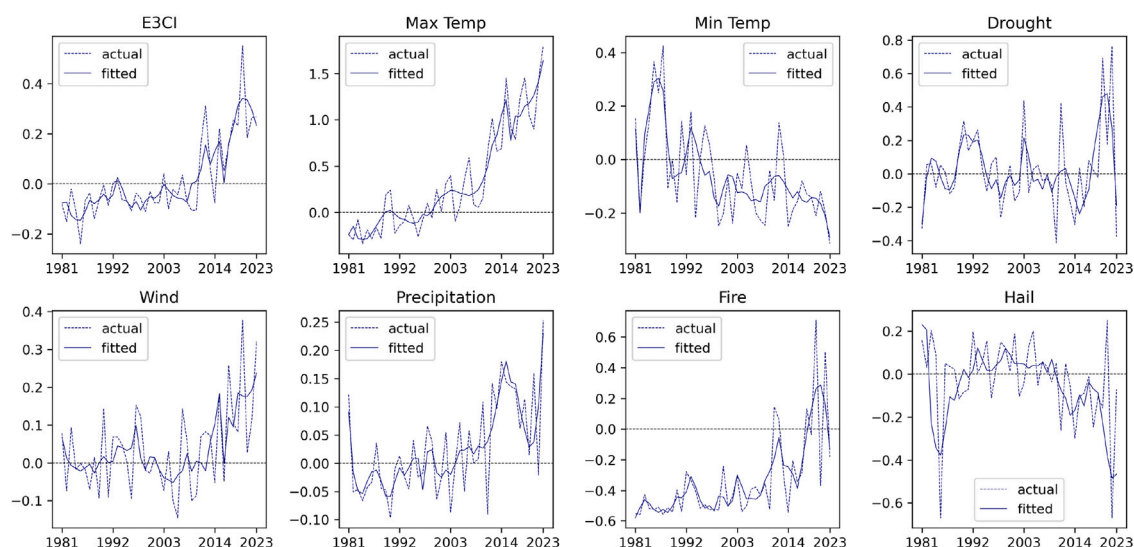 E3CI
actual
fitted
0.4
0.2
0.0
−0.2
1981 1992 2003 2014 2023
Max Temp
actual
fitted
1.5
1.0
0.5
0.0
1981 1992 2003 2014 2023
Min Temp
actual
fitted
0.4
0.2
0.0
−0.2
1981 1992 2003 2014 2023
Drought
actual
fitted
0.8
0.6
0.4
0.2
0.0
−0.2
−0.4
1981 1992 2003 2014 2023
Wind
actual
fitted
0.4
0.3
0.2
0.1
0.0
−0.1
1981 1992 2003 2014 2023
Precipitation
actual
fitted
0.25
0.20
0.15
0.10
0.05
0.00
−0.05
−0.10
1981 1992 2003 2014 2023
Fire
actual
fitted
0.6
0.4
0.2
0.0
−0.2
−0.4
−0.6
1981 1992 2003 2014 2023
Hail
0.2
0.0
−0.2
−0.4
−0.6
actual
fitted
1981 1992 2003 2014 2023